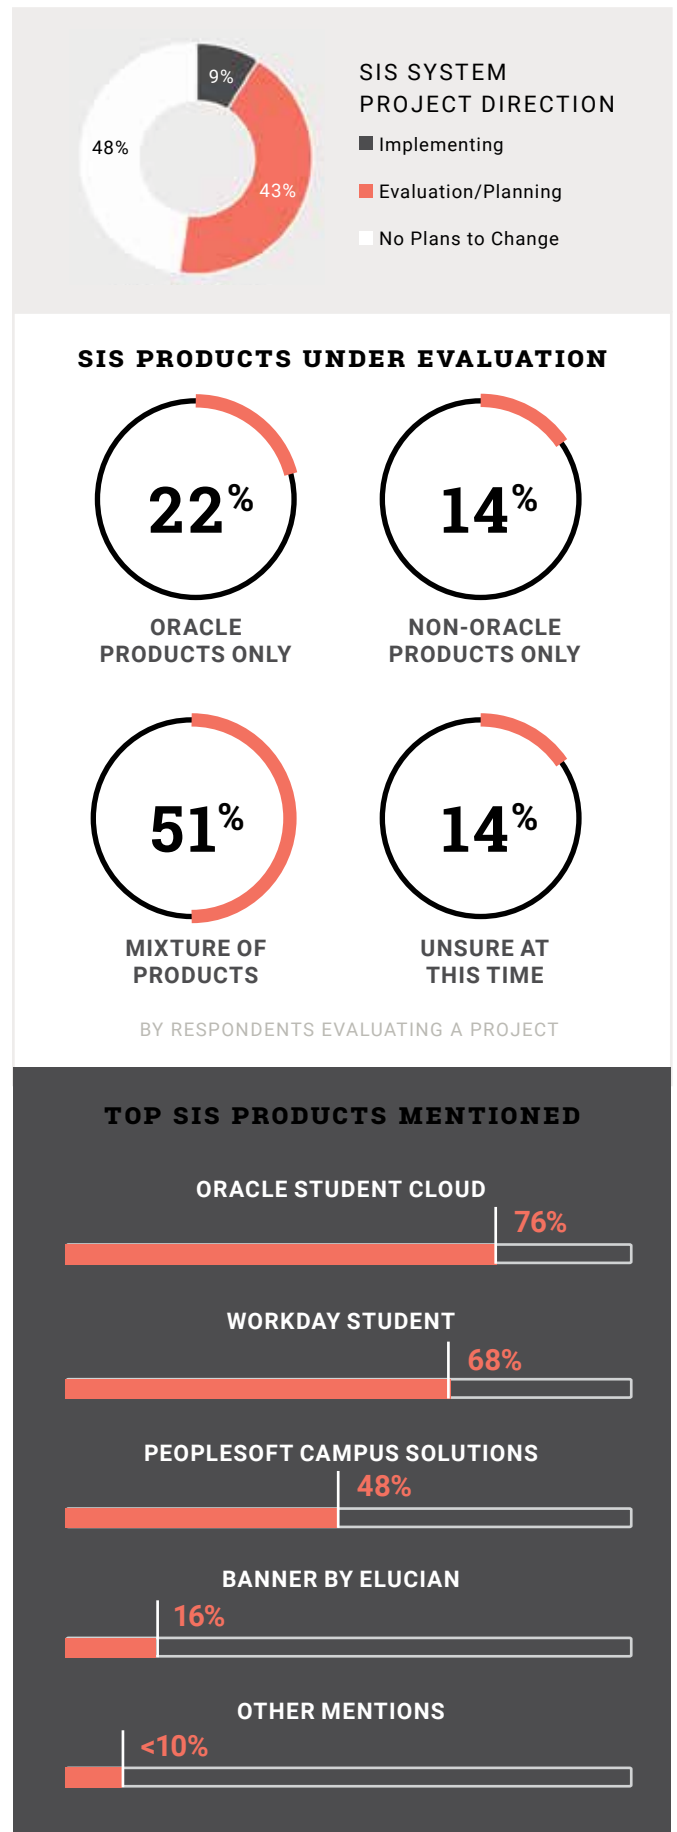 9%
48%
43%
SIS SYSTEM
PROJECT DIRECTION
Implementing
Evaluation/Planning
No Plans to Change
SIS PRODUCTS UNDER EVALUATION
22%
ORACLE
PRODUCTS ONLY
14%
NON-ORACLE
PRODUCTS ONLY
51%
MIXTURE OF
PRODUCTS
14%
UNSURE AT
THIS TIME
BY RESPONDENTS EVALUATING A PROJECT
TOP SIS PRODUCTS MENTIONED
ORACLE STUDENT CLOUD
76%
WORKDAY STUDENT
68%
PEOPLESOFT CAMPUS SOLUTIONS
48%
BANNER BY ELUCIAN
16%
OTHER MENTIONS
<10%